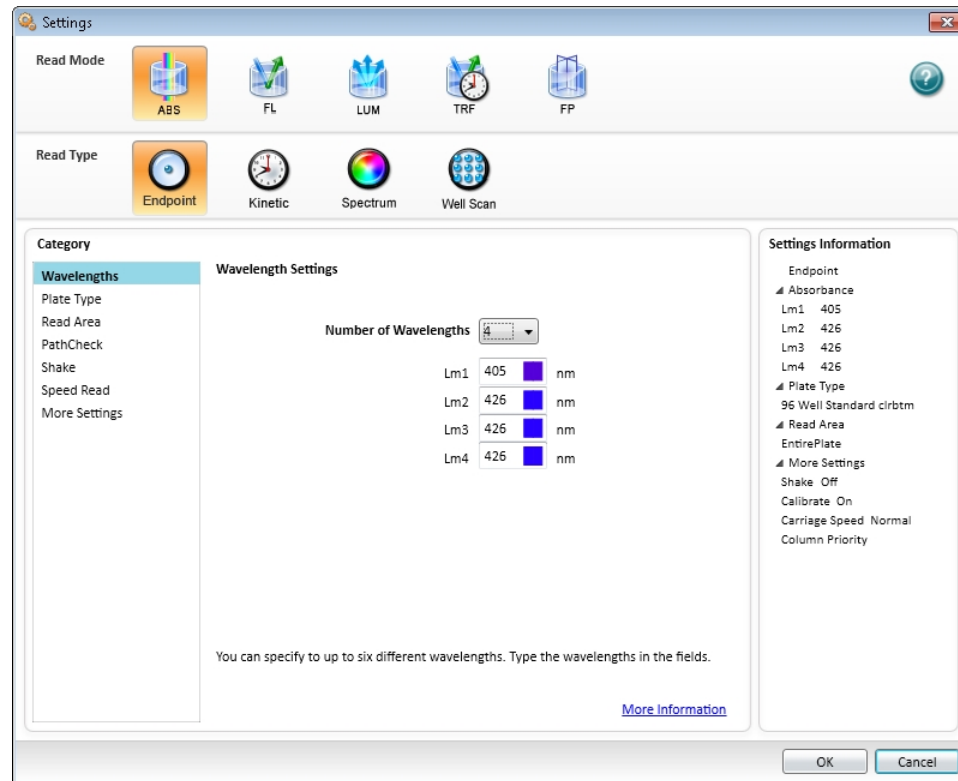 Settings
Read Mode
ABS
FL
LUM
TRF
FP
?
Read Type
Endpoint
Kinetic
Spectrum
Well Scan
Category
Wavelengths
Plate Type
Read Area
PathCheck
Shake
Speed Read
More Settings
Wavelength Settings
Number of Wavelengths 4
Lm1 405 nm
Lm2 426 nm
Lm3 426 nm
Lm4 426 nm
You can specify to up to six different wavelengths. Type the wavelengths in the fields.
More Information
Settings Information
Endpoint
Absorbance
Lm1 405
Lm2 426
Lm3 426
Lm4 426
Plate Type
96 Well Standard clrbtm
Read Area
EntirePlate
More Settings
Shake Off
Calibrate On
Carriage Speed Normal
Column Priority
OK
Cancel